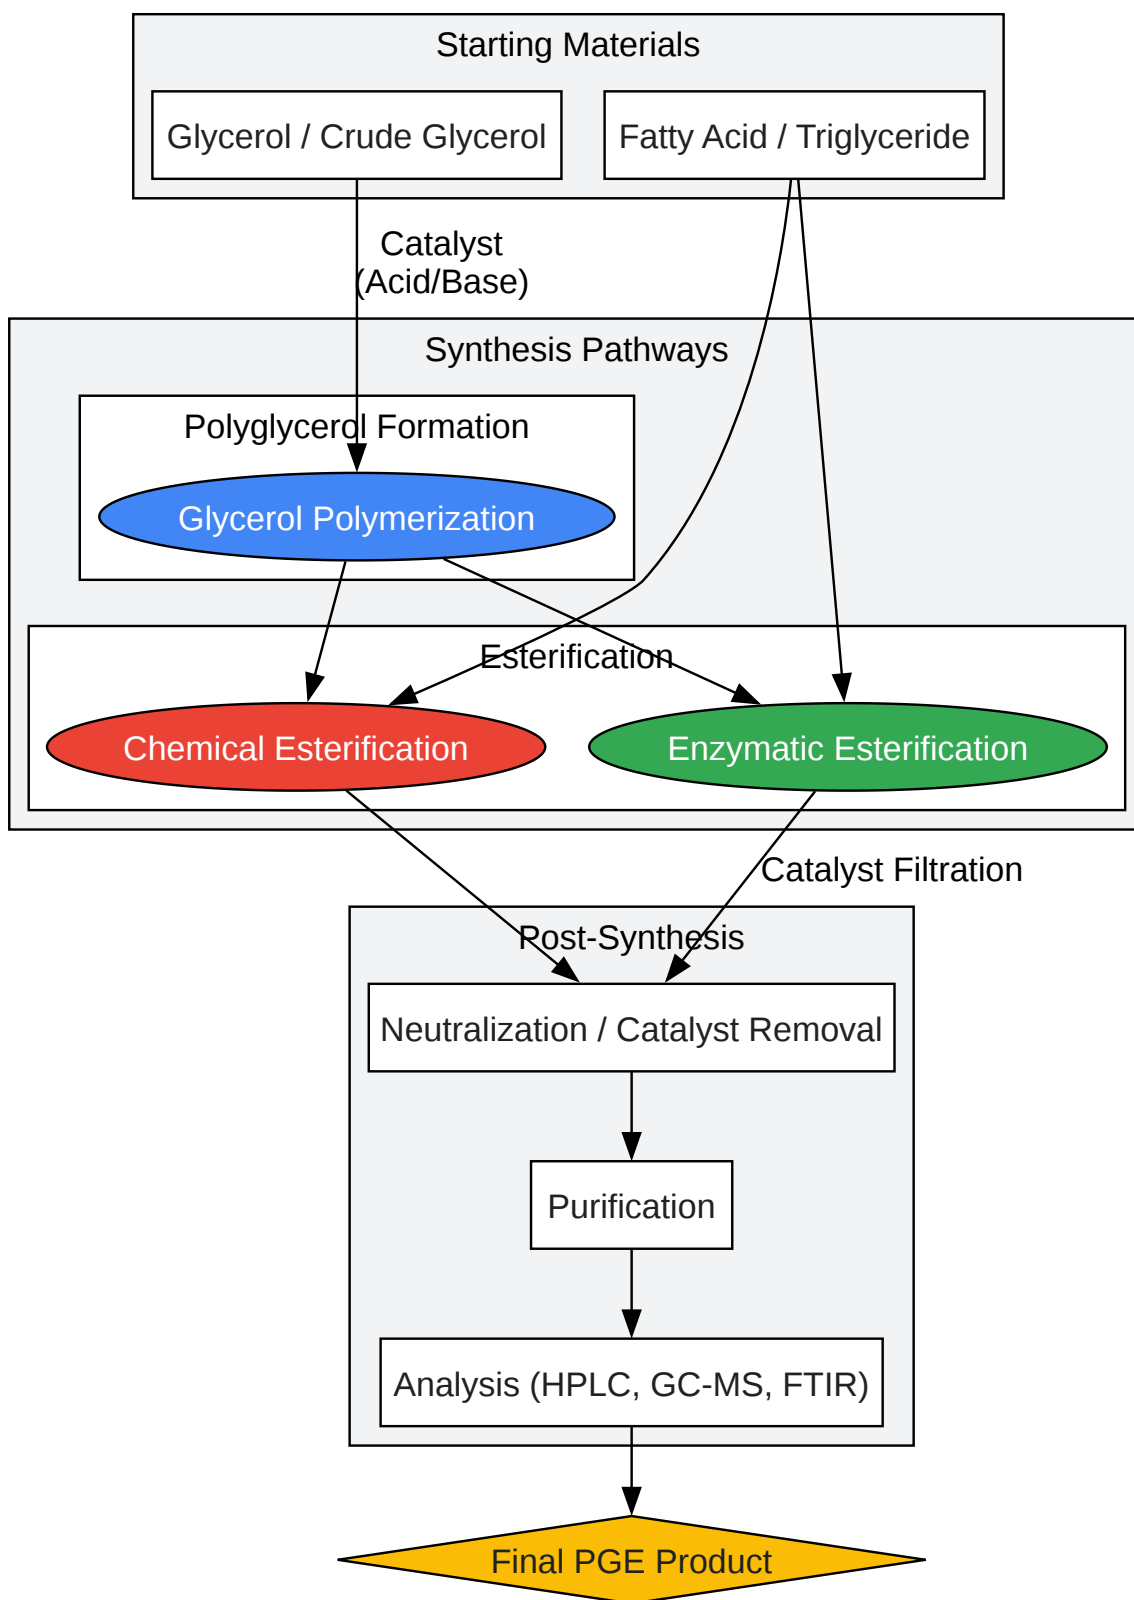 Starting Materials
Glycerol / Crude Glycerol
Fatty Acid / Triglyceride
Catalyst
(Acid/Base)
Synthesis Pathways
Polyglycerol Formation
Glycerol Polymerization
Esterification
Chemical Esterification
Enzymatic Esterification
Catalyst Filtration
Post-Synthesis
Neutralization / Catalyst Removal
Purification
Analysis (HPLC, GC-MS, FTIR)
Final PGE Product